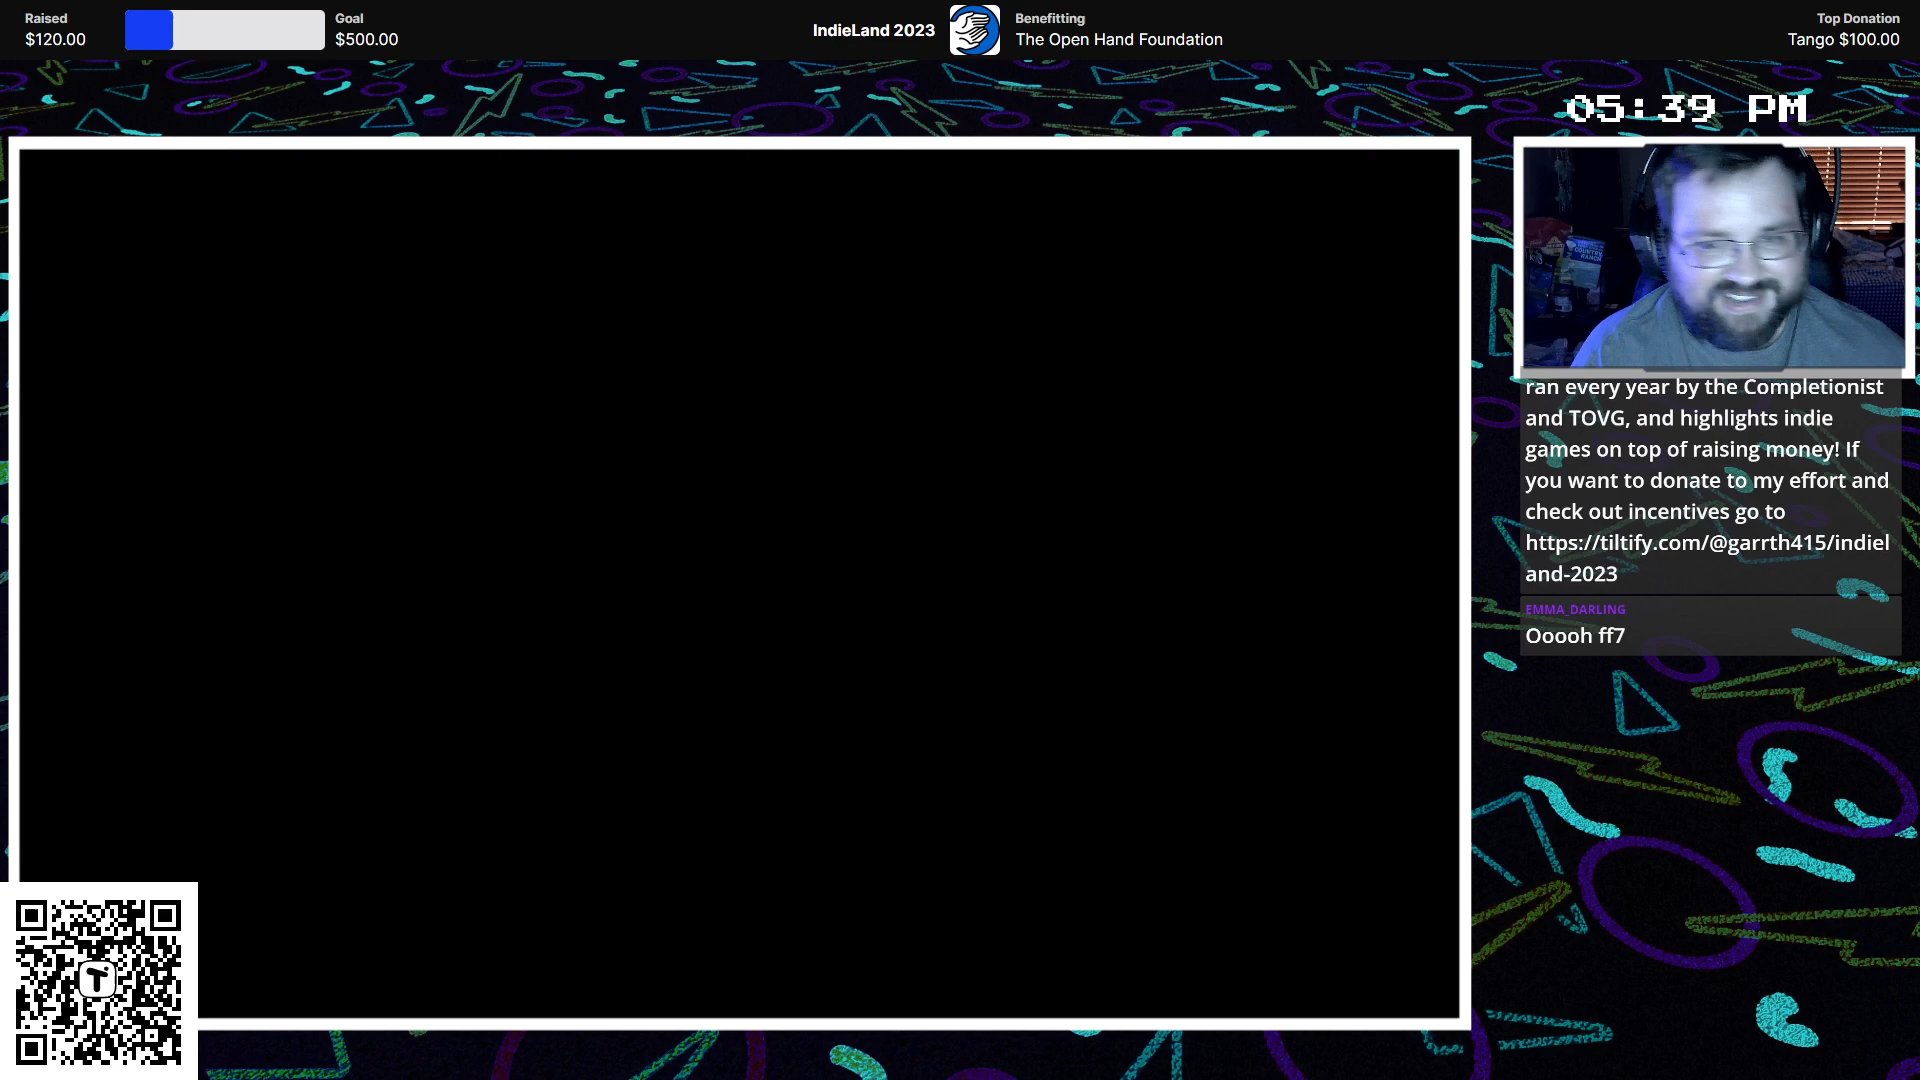 Raised
$120.00
Goal
$500.00
IndieLand 2023
Benefitting
The Open Hand Foundation
Top Donation
Tango $100.00
05:39 PM
COUNTRY
RANCH
ran every year by the Completionist
and TOVG, and highlights indie
games on top of raising money! If
you want to donate to my effort and
check out incentives go to
https://tiltify.com/@garrth415/indiel
and-2023
EMMA_DARLING
Ooooh ff7